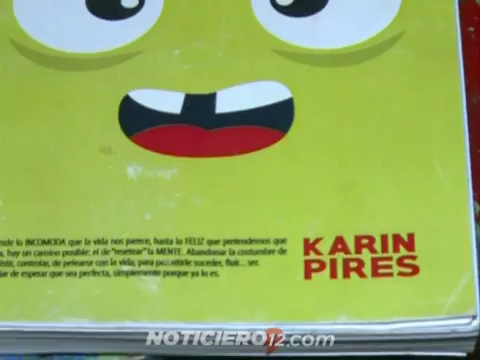 desde lo INCOMODA que la vida nos parece, hasta lo FELIZ que pretendemos que
hay un camino posible: el de "resetear" la MENTE. Abandonar la costumbre de
controlar, de pelearse con la vida, para permitirle suceder, fluir... ser.
de esperar que sea perfecta, simplemente porque ya lo es.
KARIN
PIRES
NOTICIERO12.com